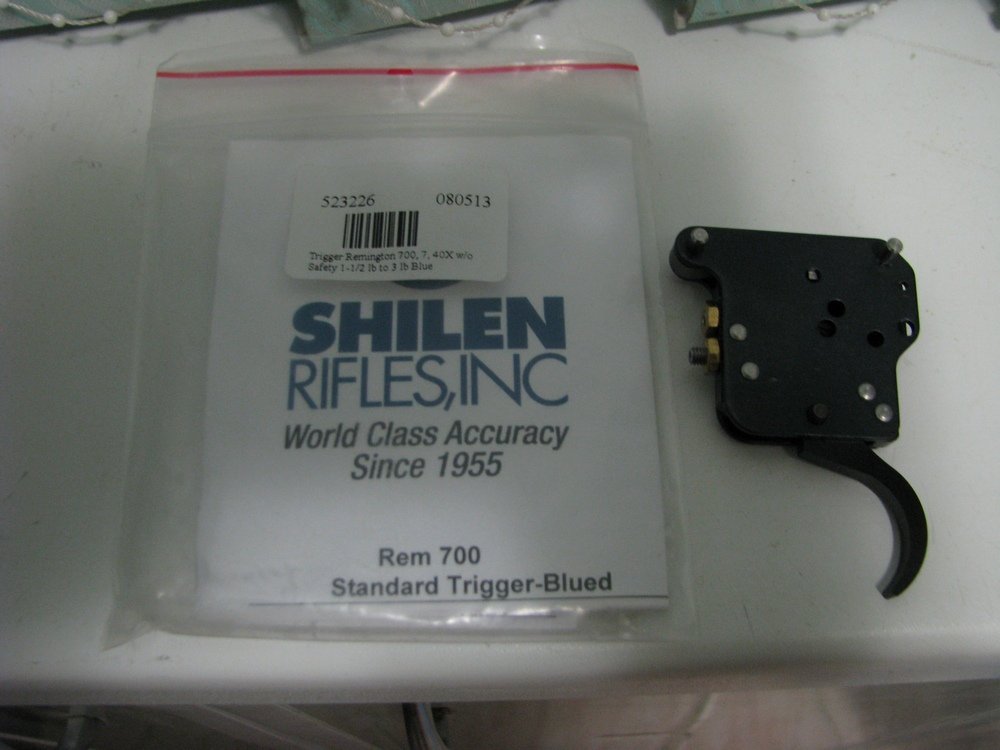 523226 080513
Trigger Remington 700, 7, 40X w/o
Safety 1-1/2 lb to 3 lb Blue
SHILEN
RIFLES, INC
World Class Accuracy
Since 1955
Rem 700
Standard Trigger-Blued